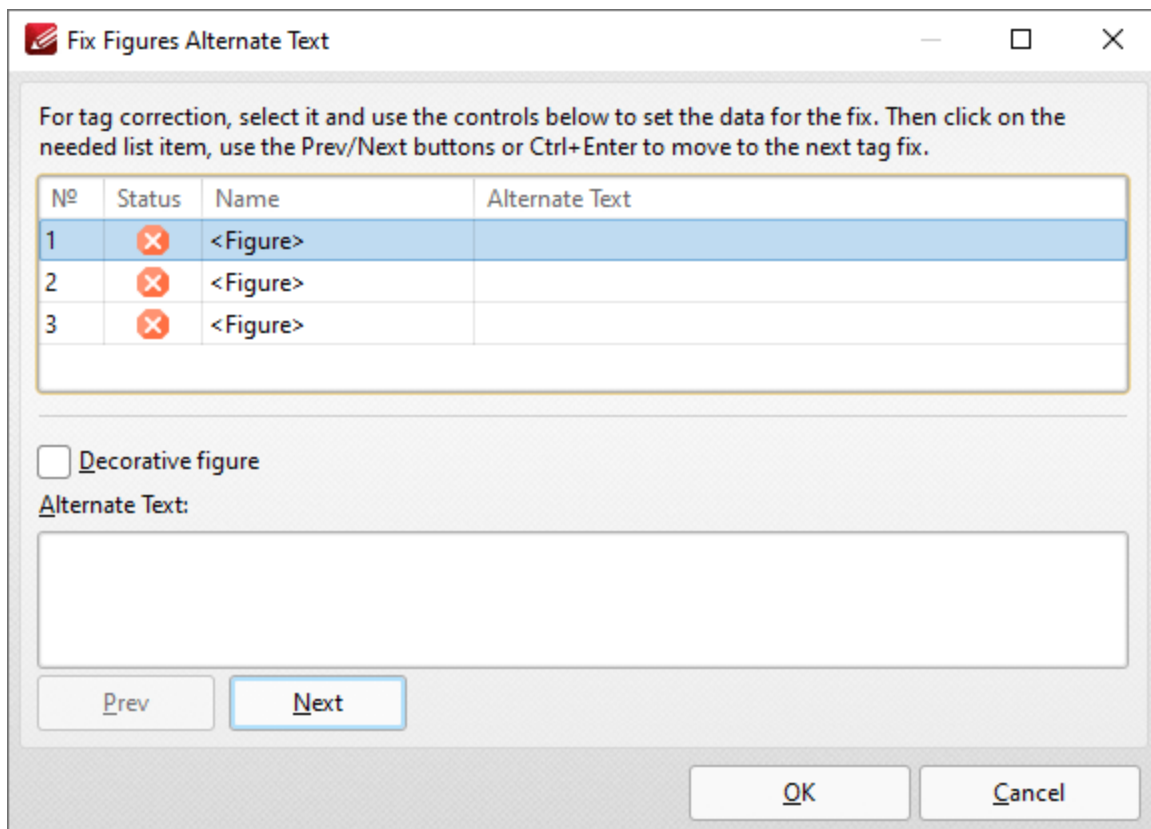 Fix Figures Alternate Text
For tag correction, select it and use the controls below to set the data for the fix. Then click on the
needed list item, use the Prev/Next buttons or Ctrl+Enter to move to the next tag fix.
№ Status Name Alternate Text
1 <Figure>
2 <Figure>
3 <Figure>
Decorative figure
Alternate Text:
Prev Next
OK Cancel